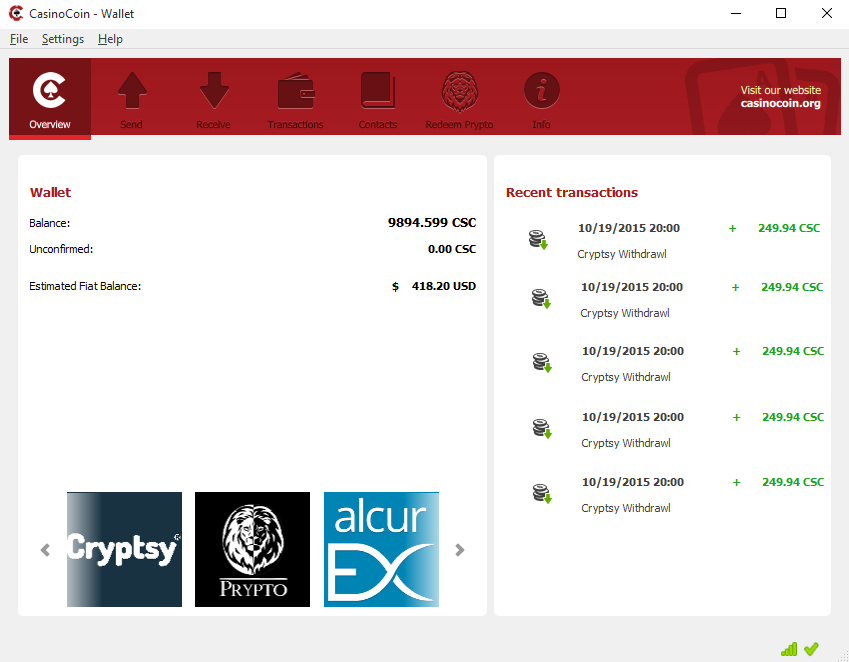 CasinoCoin - Wallet
File Settings Help
Overview Send Receive Transactions Contacts Redeem Prypto Info
Visit our website
casinocoin.org
Wallet
Balance: 9894.599 CSC
Unconfirmed: 0.00 CSC
Estimated Fiat Balance: $ 418.20 USD
Cryptsy
PRYPTO
alcur
EX
Recent transactions
10/19/2015 20:00 + 249.94 CSC
Cryptsy Withdrawl
10/19/2015 20:00 + 249.94 CSC
Cryptsy Withdrawl
10/19/2015 20:00 + 249.94 CSC
Cryptsy Withdrawl
10/19/2015 20:00 + 249.94 CSC
Cryptsy Withdrawl
10/19/2015 20:00 + 249.94 CSC
Cryptsy Withdrawl